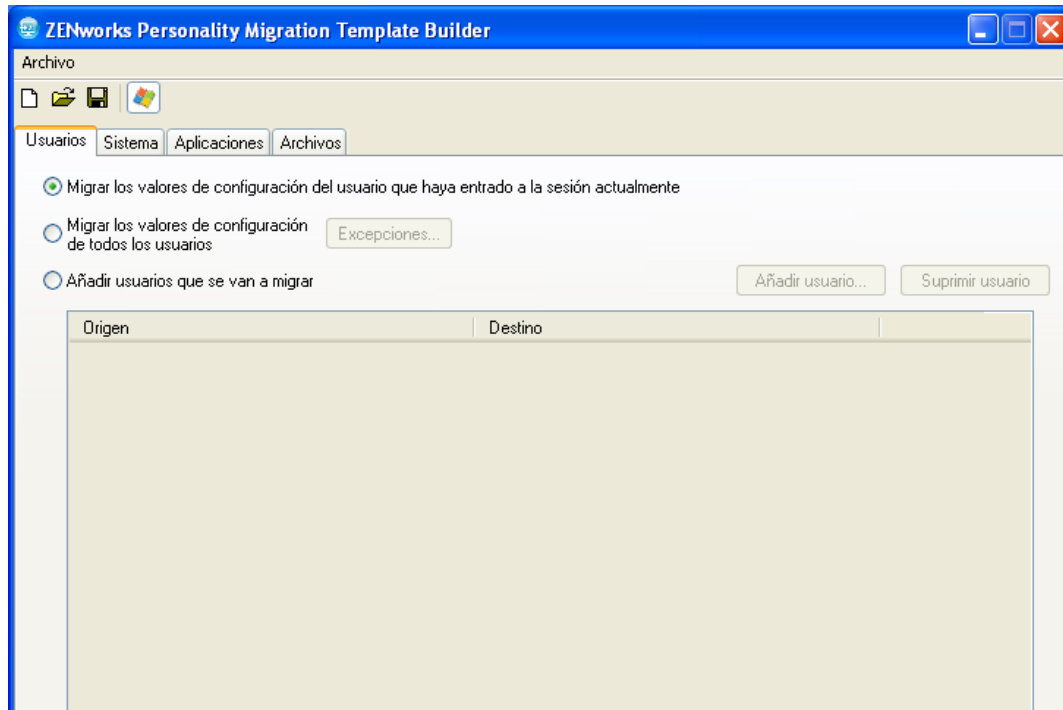 ZENworks Personality Migration Template Builder
Archivo
Usuarios Sistema Aplicaciones Archivos
Migrar los valores de configuración del usuario que haya entrado a la sesión actualmente
Migrar los valores de configuración
de todos los usuarios
Excepciones...
Añadir usuarios que se van a migrar
Añadir usuario... Suprimir usuario
Origen Destino